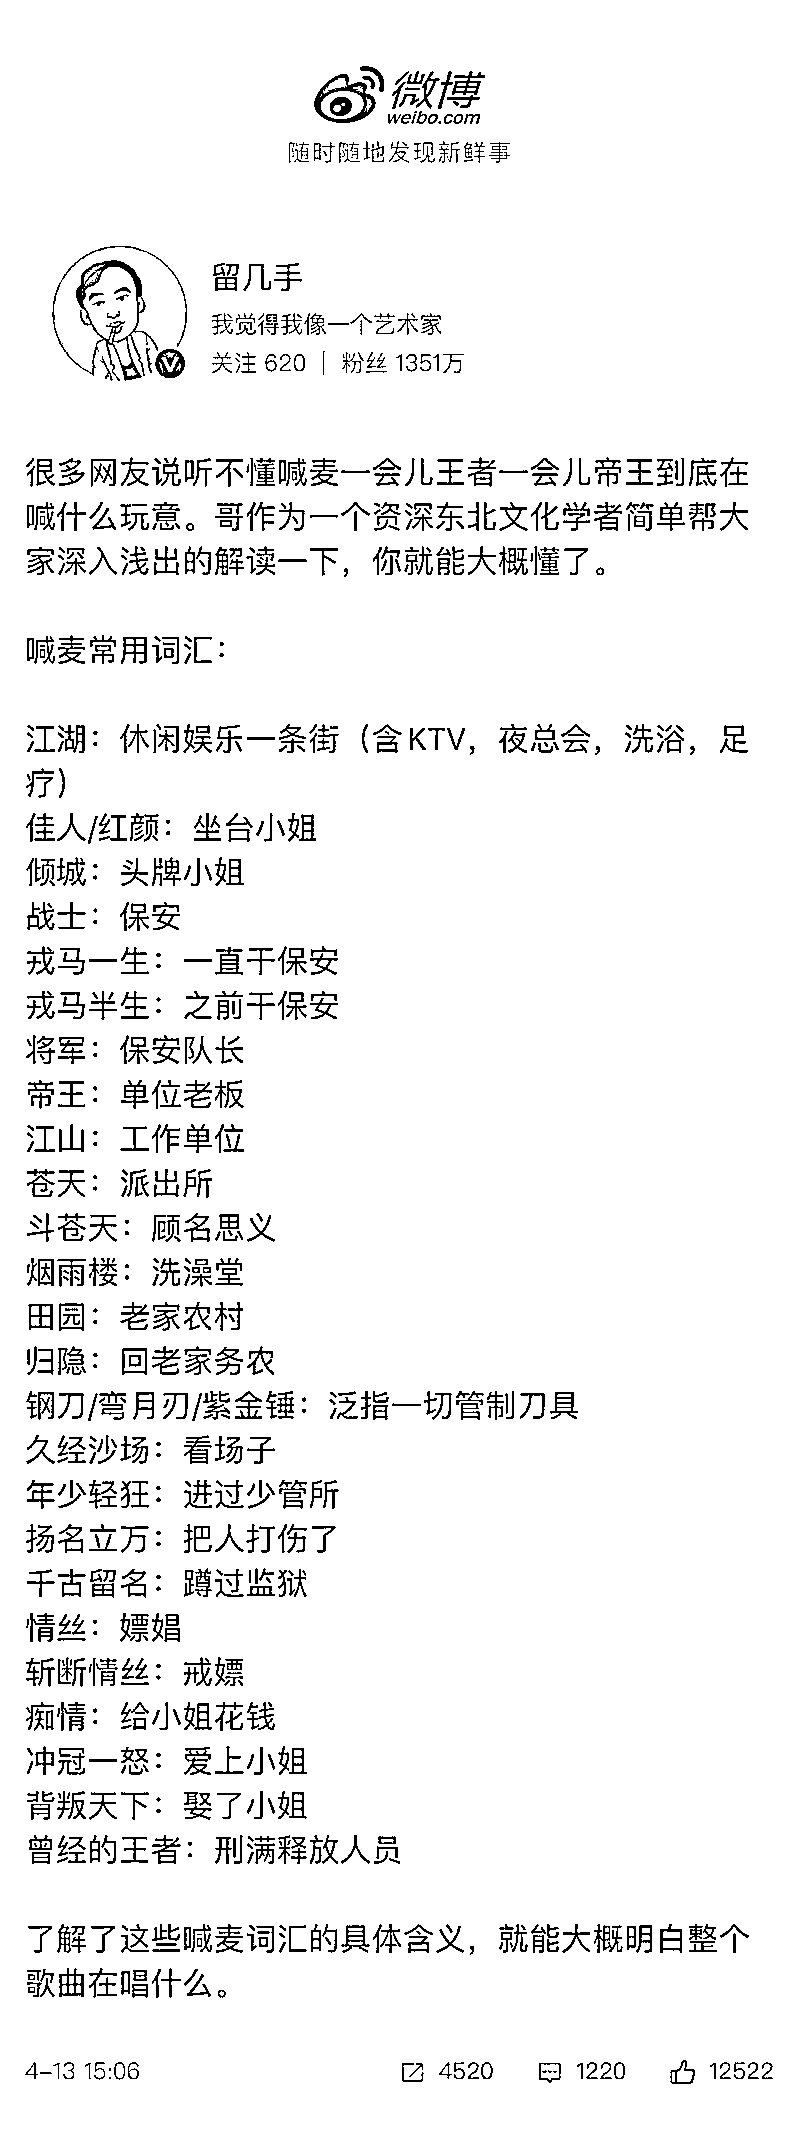 微博
weibo.com
随时随地发现新鲜事
留几手
我觉得我像一个艺术家
关注 620 | 粉丝 1351万
很多网友说听不懂喊麦一会儿王者一会儿帝王到底在
喊什么玩意。哥作为一个资深东北文化学者简单帮大
家深入浅出的解读一下，你就能大概懂了。
喊麦常用词汇：
江湖：休闲娱乐一条街（含KTV，夜总会，洗浴，足
疗）
佳人/红颜：坐台小姐
倾城：头牌小姐
战士：保安
戎马一生：一直干保安
戎马半生：之前干保安
将军：保安队长
帝王：单位老板
江山：工作单位
苍天：派出所
斗苍天：顾名思义
烟雨楼：洗澡堂
田园：老家农村
归隐：回老家务农
钢刀/弯月刃/紫金锤：泛指一切管制刀具
久经沙场：看场子
年少轻狂：进过少管所
扬名立万：把人打伤了
千古留名：蹲过监狱
情丝：嫖娼
斩断情丝：戒嫖
痴情：给小姐花钱
冲冠一怒：爱上小姐
背叛天下：娶了小姐
曾经的王者：刑满释放人员
了解了这些喊麦词汇的具体含义，就能大概明白整个
歌曲在唱什么。
4-13 15:06 4520 1220 12522